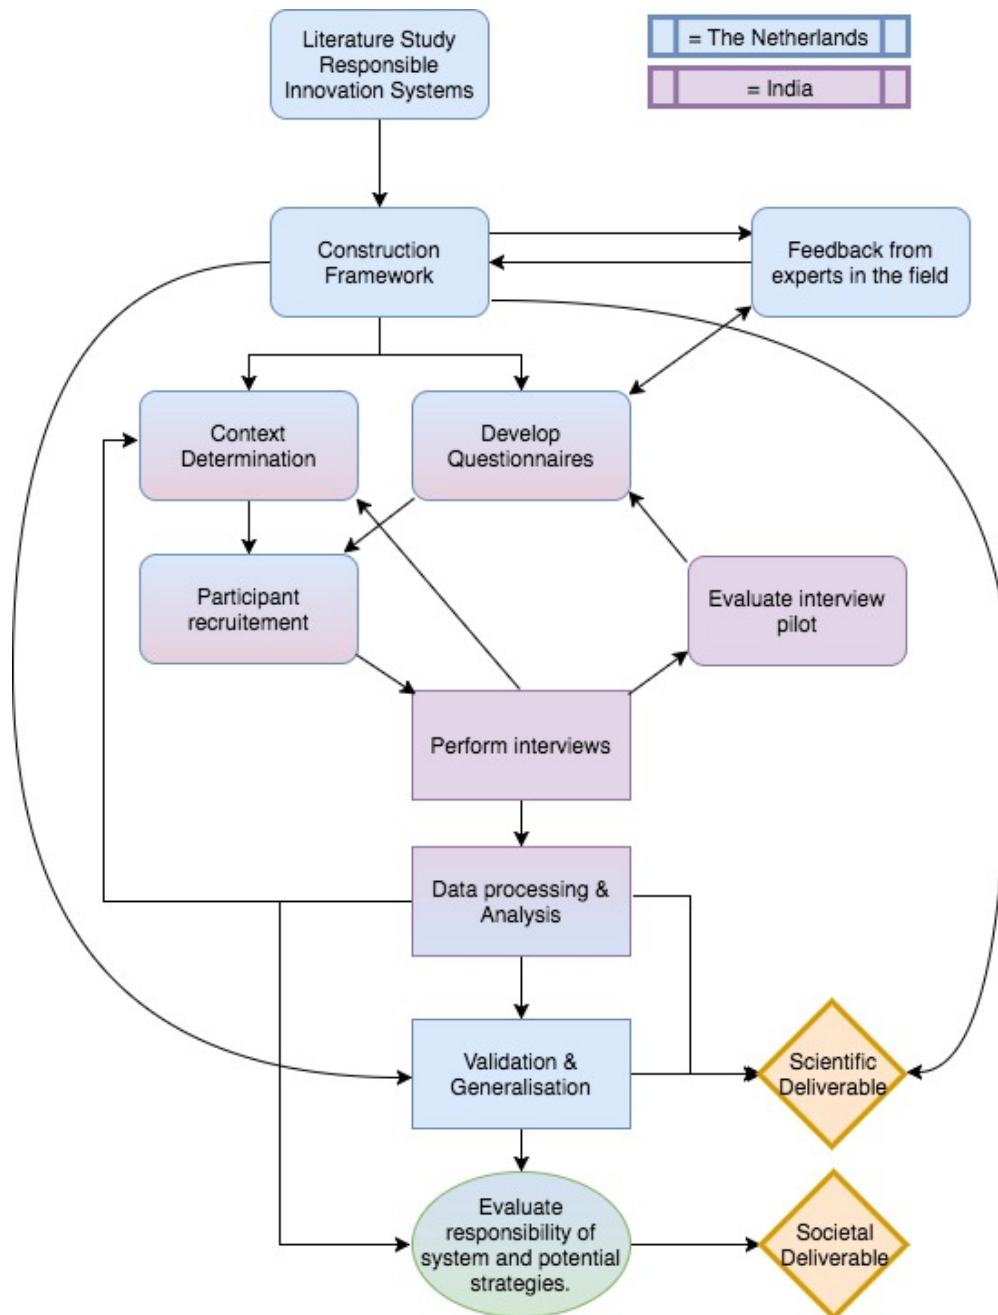 Literature Study
Responsible
Innovation Systems
= The Netherlands
= India
Construction
Framework
Feedback from
experts in the field
Context
Determination
Develop
Questionnaires
Participant
recruitement
Evaluate interview
pilot
Perform interviews
Data processing &
Analysis
Validation &
Generalisation
Scientific
Deliverable
Evaluate
responsibility of
system and potential
strategies.
Societal
Deliverable